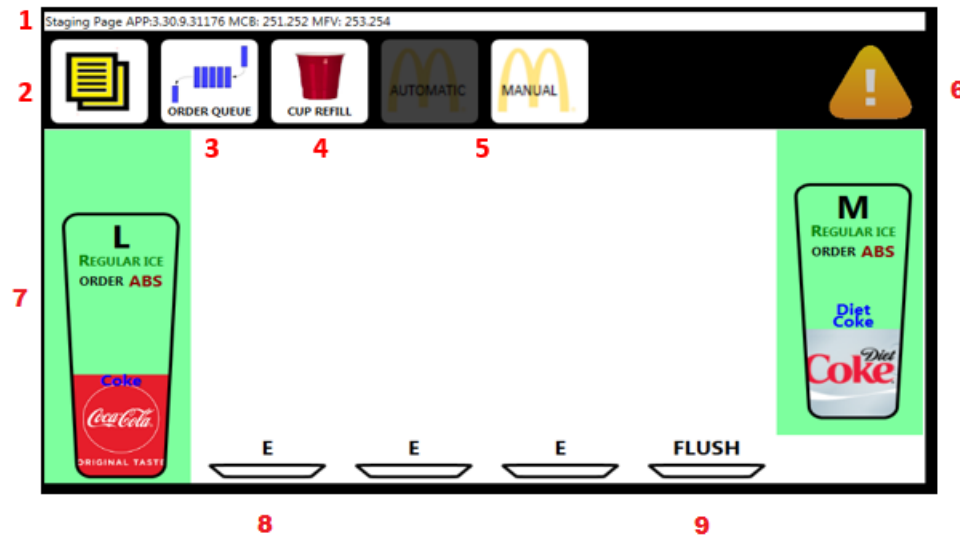 1 Staging Page APP:3.30.9.31176 MCB: 251.252 MFV: 253.254
2
ORDER QUEUE
CUP REFILL
AUTOMATIC
MANUAL
!
6
3
4
5
7
L
REGULAR ICE
ORDER ABS
Coke
Coca-Cola
ORIGINAL TASTE
M
REGULAR ICE
ORDER ABS
Diet
Coke
Diet
Coke
E
E
E
FLUSH
8
9